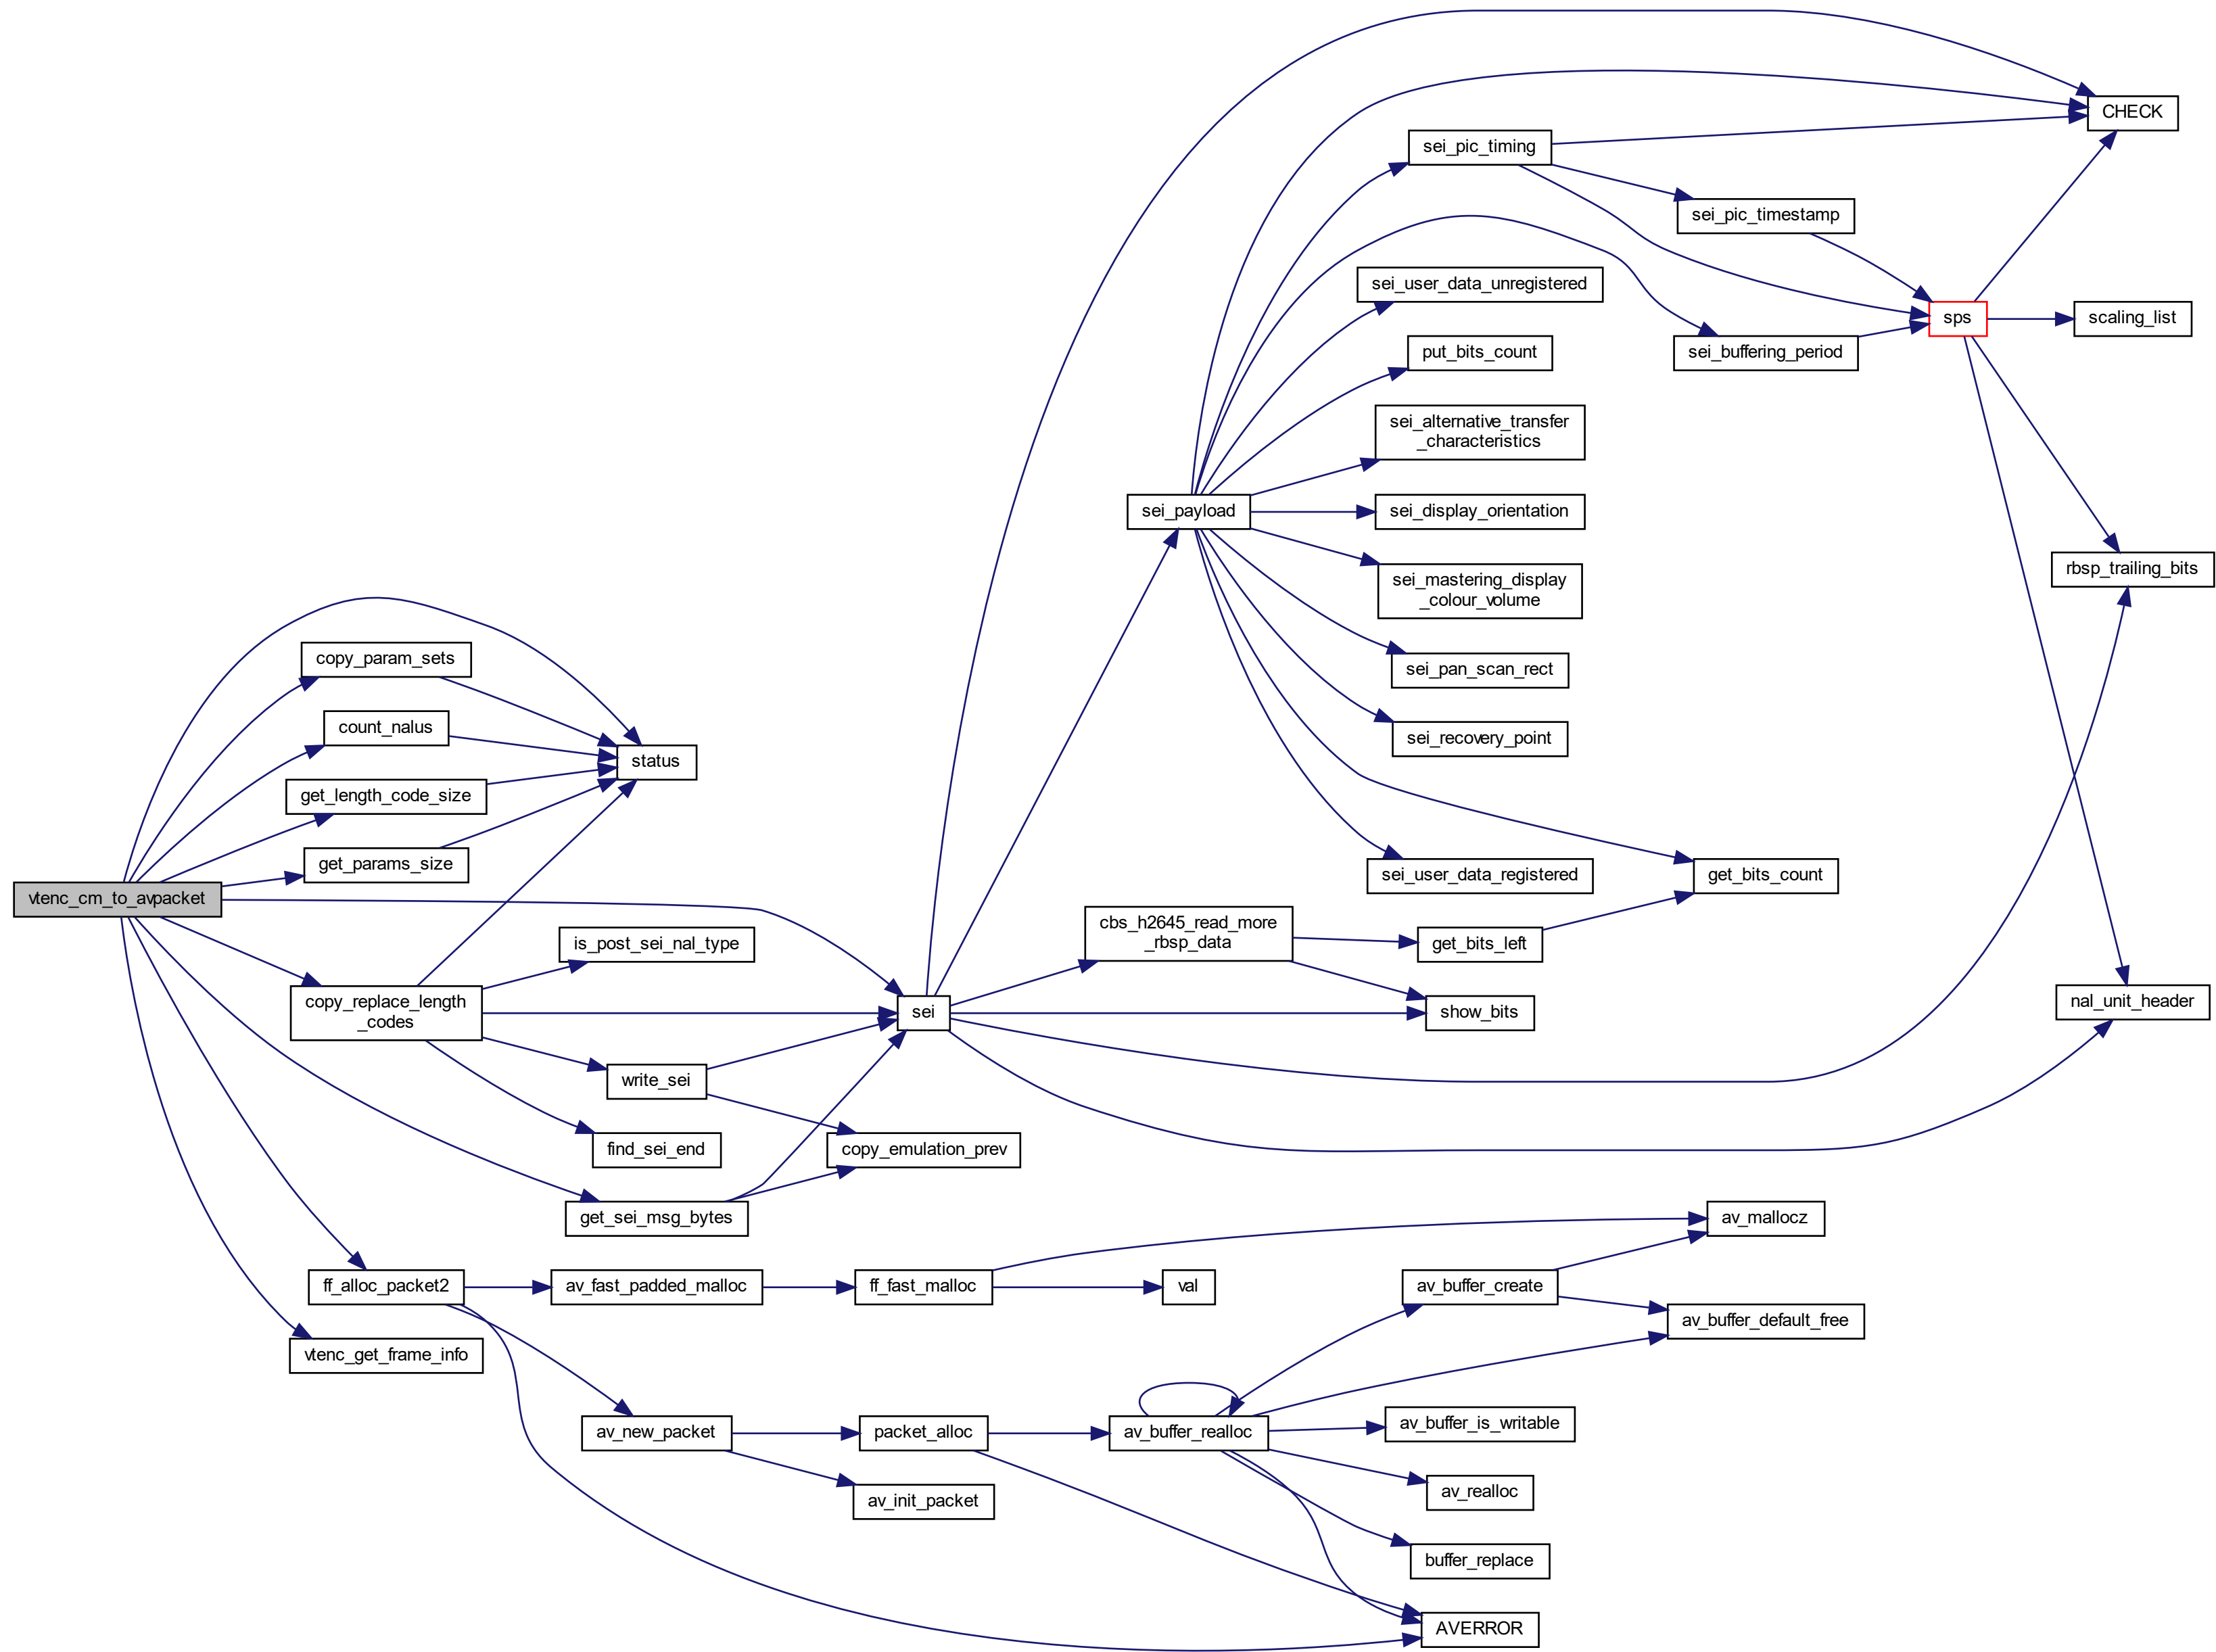 vtenc_cm_to_avpacket
copy_param_sets
count_nalus
get_length_code_size
get_params_size
status
copy_replace_length
_codes
is_post_sei_nal_type
write_sei
find_sei_end
get_sei_msg_bytes
copy_emulation_prev
sei
ff_alloc_packet2
vtenc_get_frame_info
av_fast_padded_malloc
ff_fast_malloc
av_mallocz
val
av_new_packet
packet_alloc
av_init_packet
av_buffer_realloc
av_buffer_create
av_buffer_default_free
av_buffer_is_writable
av_realloc
buffer_replace
AVERROR
sei_payload
cbs_h2645_read_more
_rbsp_data
get_bits_left
show_bits
get_bits_count
sei_pic_timing
sei_pic_timestamp
sei_user_data_unregistered
put_bits_count
sei_buffering_period
sei_alternative_transfer
_characteristics
sei_display_orientation
sei_mastering_display
_colour_volume
sei_pan_scan_rect
sei_recovery_point
sei_user_data_registered
sps
CHECK
scaling_list
rbsp_trailing_bits
nal_unit_header